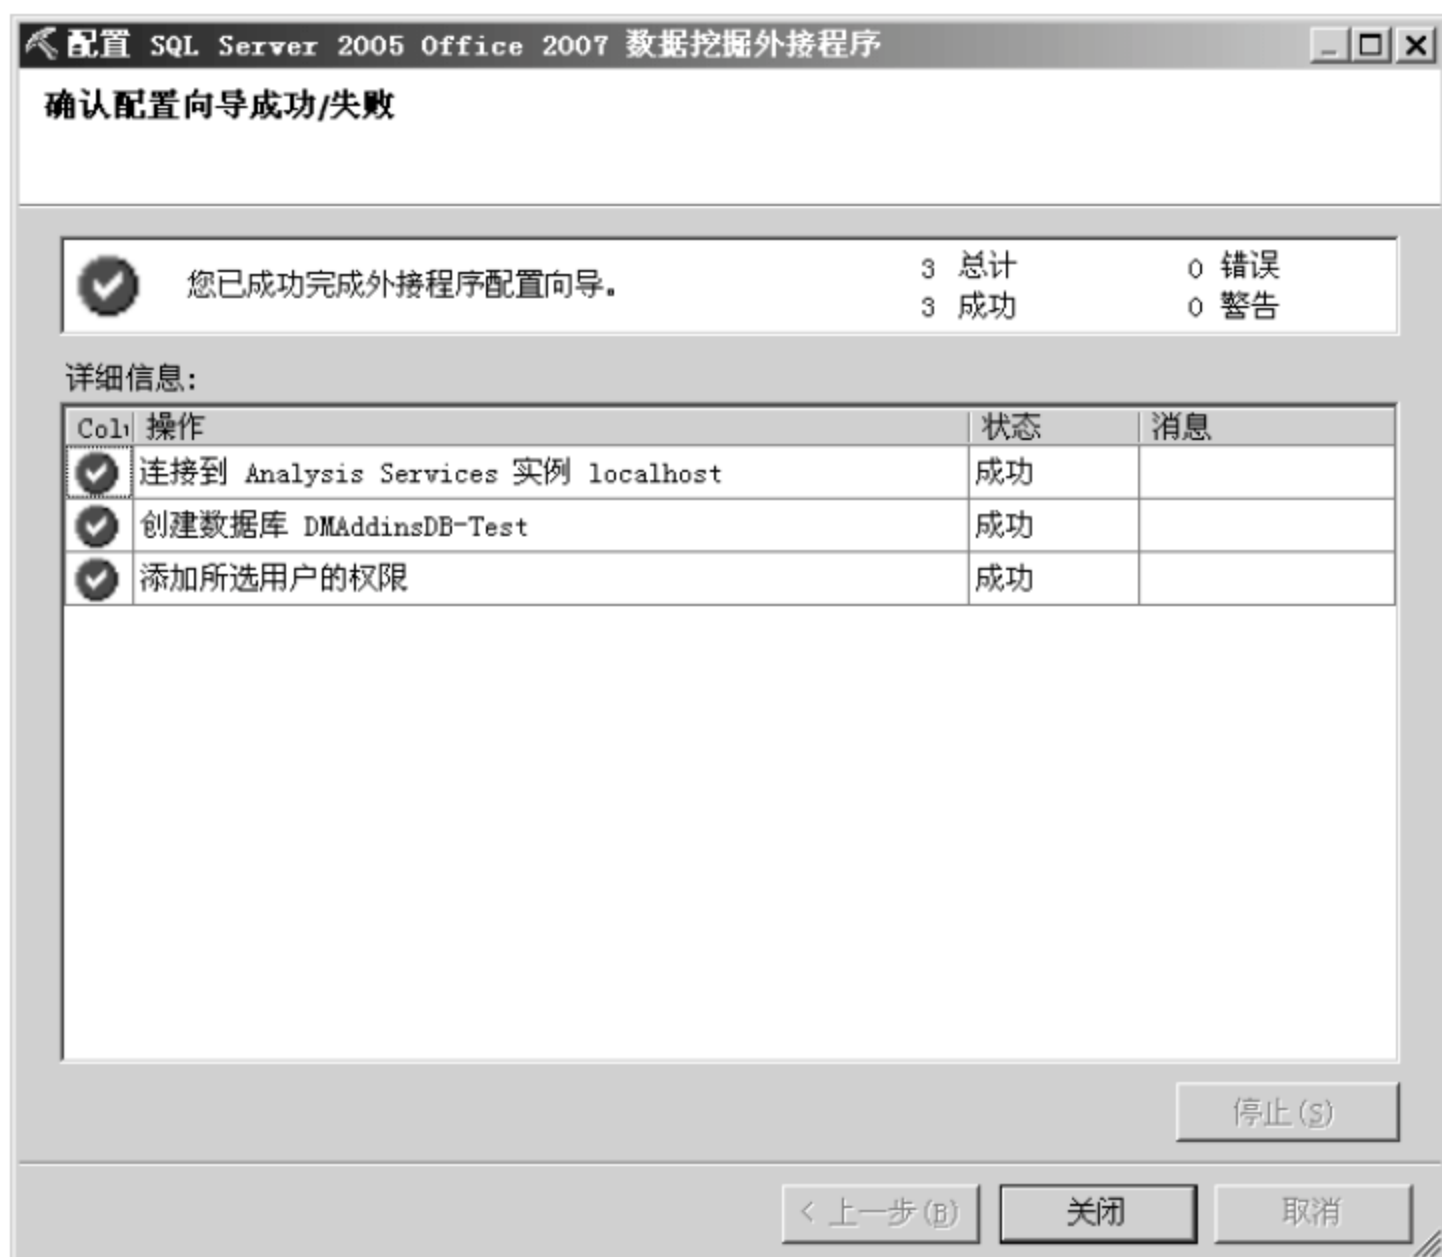 配置 SQL Server 2005 Office 2007 数据挖掘外接程序
确认配置向导成功/失败
您已成功完成外接程序配置向导。
3 总计 0 错误
3 成功 0 警告
详细信息:
操作 状态 消息
连接到 Analysis Services 实例 localhost 成功
创建数据库 DMAddinsDB-Test 成功
添加所选用户的权限 成功
停止(S)
< 上一步(B) 关闭 取消